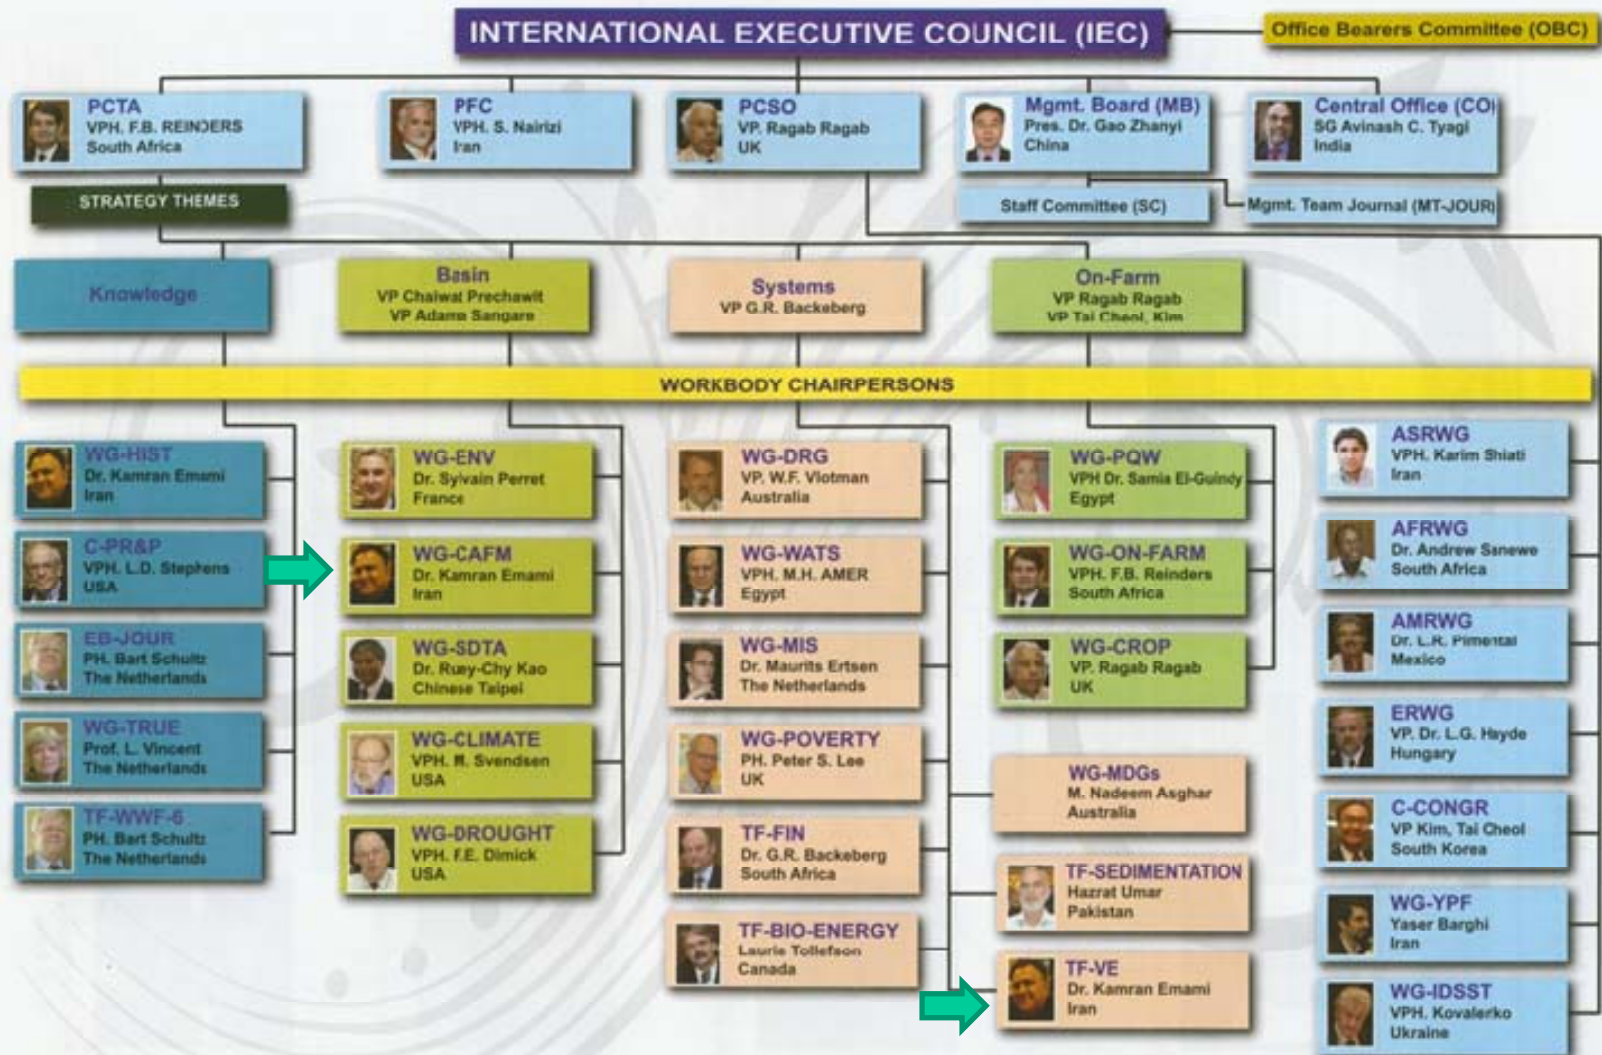 INTERNATIONAL EXECUTIVE COUNCIL (IEC)
Office Bearers Committee (OBC)
PCTA
VPH. F.B. REINDERS
South Africa
PFC
VPH. S. Nairizi
Iran
PCSO
VP. Ragab Ragab
UK
Mgmt. Board (MB)
Pres. Dr. Gao Zhanyi
China
Central Office (CO)
SG Avinash C. Tyagi
India
STRATEGY THEMES
Staff Committee (SC)
Mgmt. Team Journal (MT-JOUR)
Knowledge
Basin
VP Chaiwat Prechawit
VP Adama Sangare
Systems
VP G.R. Backeberg
On-Farm
VP Ragab Ragab
VP Tai Cheol, Kim
WORKBODY CHAIRPERSONS
WG-HIST
Dr. Kamran Emami
Iran
C-PR&P
VPH. L.D. Stephens
USA
EB-JOUR
PH. Bart Schultz
The Netherlands
WG-TRUE
Prof. L. Vincent
The Netherlands
TF-WWF-6
PH. Bart Schultz
The Netherlands
WG-ENV
Dr. Sylvain Perret
France
WG-CAFM
Dr. Kamran Emami
Iran
WG-SDTA
Dr. Ruey-Chy Kao
Chinese Taipei
WG-CLIMATE
VPH. M. Svendsen
USA
WG-DROUGHT
VPH. F.E. Dimick
USA
WG-DRG
VP. W.F. Vlotman
Australia
WG-WATS
VPH. M.H. AMER
Egypt
WG-MIS
Dr. Maurits Ertsen
The Netherlands
WG-POVERTY
PH. Peter S. Lee
UK
TF-FIN
Dr. G.R. Backeberg
South Africa
TF-BIO-ENERGY
Laurie Tollefson
Canada
WG-PQW
VPH Dr. Samia El-Guindy
Egypt
WG-ON-FARM
VPH. F.B. Reinders
South Africa
WG-CROP
VP. Ragab Ragab
UK
WG-MDGs
M. Nadeem Asghar
Australia
TF-SEDIMENTATION
Hazrat Umar
Pakistan
TF-VE
Dr. Kamran Emami
Iran
ASRWG
VPH. Karim Shiati
Iran
AFRWG
Dr. Andrew Sanewe
South Africa
AMRWG
Dr. L.R. Pimental
Mexico
ERWG
VP. Dr. L.G. Hayde
Hungary
C-CONGR
VP Kim, Tai Cheol
South Korea
WG-YPF
Yaser Barghi
Iran
WG-IDSST
VPH. Kovalenko
Ukraine